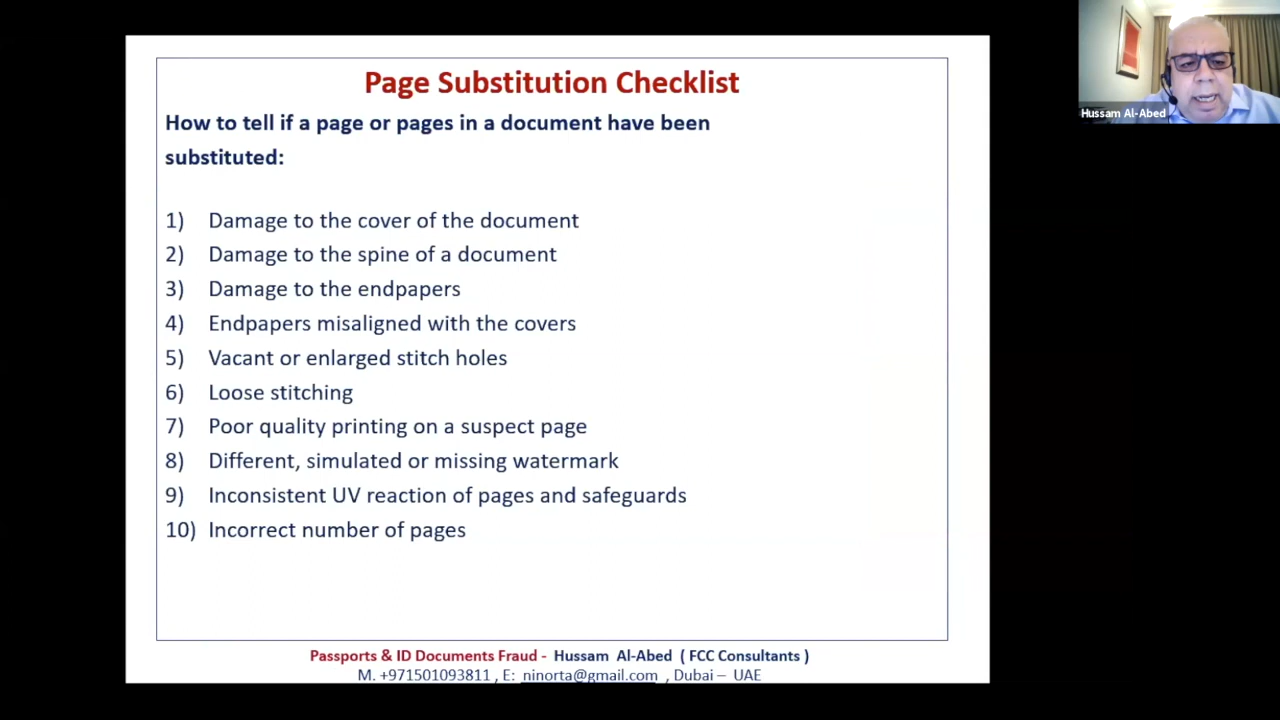 Page Substitution Checklist
How to tell if a page or pages in a document have been
substituted:
1) Damage to the cover of the document
2) Damage to the spine of a document
3) Damage to the endpapers
4) Endpapers misaligned with the covers
5) Vacant or enlarged stitch holes
6) Loose stitching
7) Poor quality printing on a suspect page
8) Different, simulated or missing watermark
9) Inconsistent UV reaction of pages and safeguards
10) Incorrect number of pages
Passports & ID Documents Fraud - Hussam Al-Abed ( FCC Consultants )
M. +971501093811 , E: ninorta@gmail.com , Dubai – UAE
Hussam Al-Abed